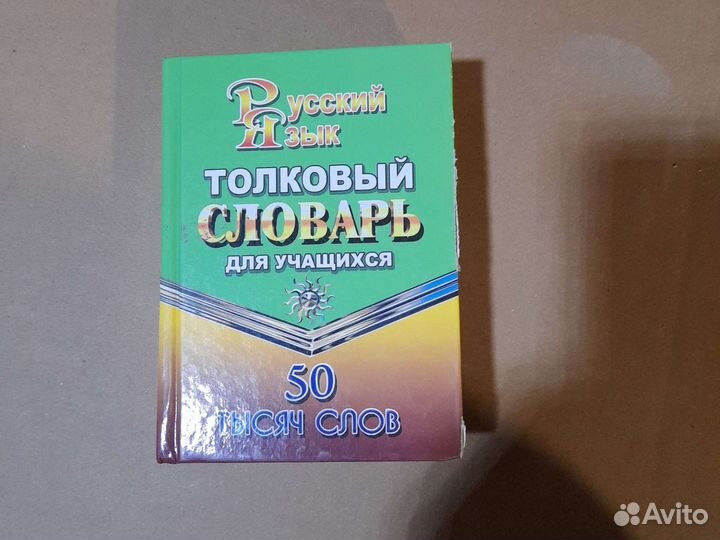 Русский
Язык
ТОЛКОВЫЙ
СЛОВАРЬ
ДЛЯ УЧАЩИХСЯ
50
ТЫСЯЧ СЛОВ
Avito